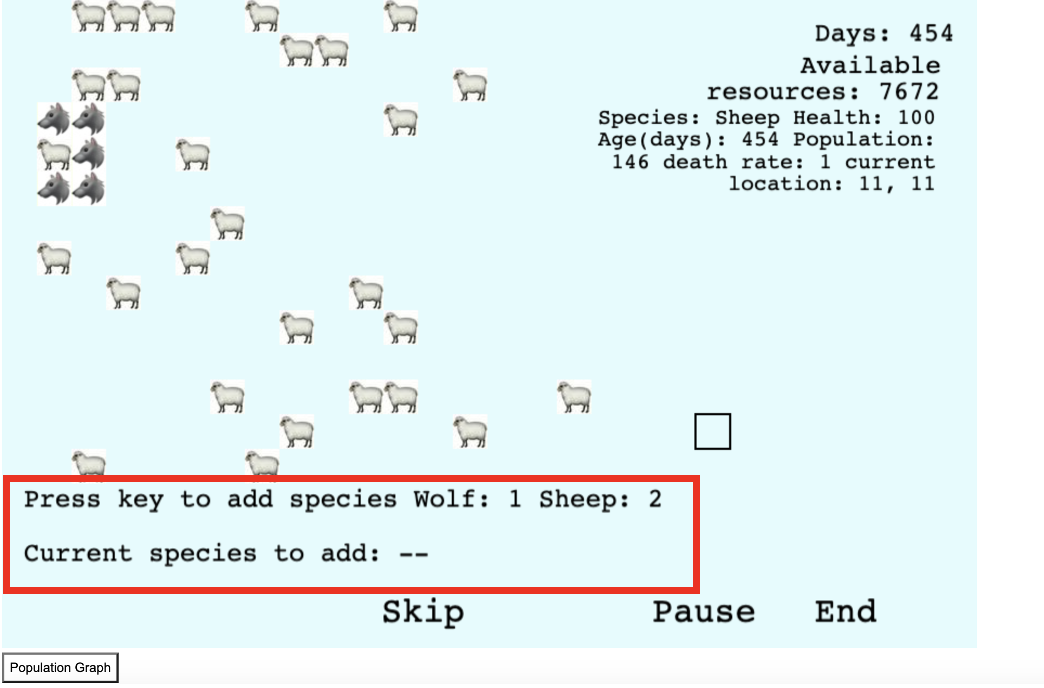 Days: 454
Available
resources: 7672
Species: Sheep Health: 100
Age(days): 454 Population:
146 death rate: 1 current
location: 11, 11
Press key to add species Wolf: 1 Sheep: 2
Current species to add: --
Skip Pause End
Population Graph